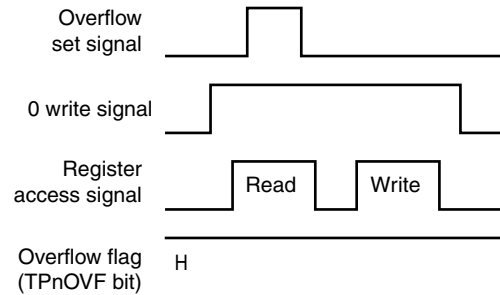 Overflow
set signal
0 write signal
Register
access signal
Read
Write
Overflow flag
(TPnOVF bit)
H